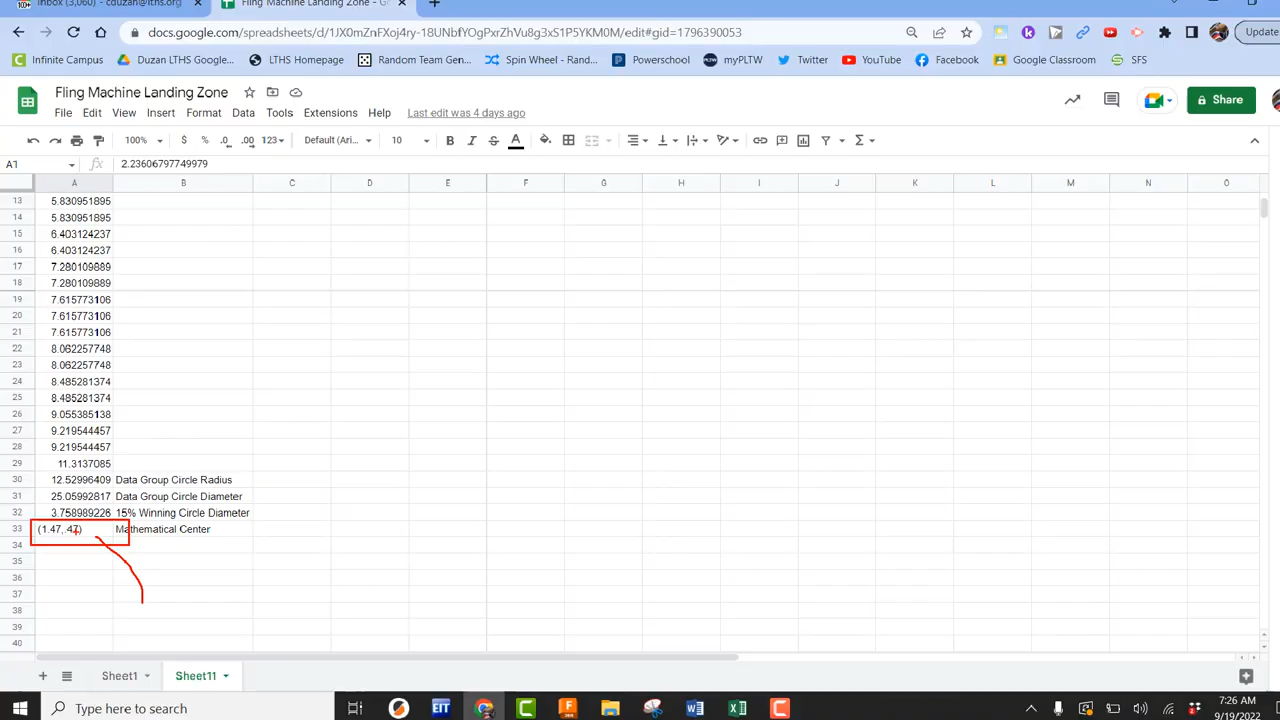 Inbox (3,060) - cduzan@lths.org
Fling Machine Landing Zone - Go
docs.google.com/spreadsheets/d/1JX0mZnFXoj4ry-18UNbfYOgPxrZhVu8g3xS1P5YKM0M/edit#gid=1796390053
Update
Infinite Campus Duzan LTHS Google... LTHS Homepage Random Team Gen... Spin Wheel - Rand... Powerschool myPLTW Twitter YouTube Facebook Google Classroom SFS
Fling Machine Landing Zone
File Edit View Insert Format Data Tools Extensions Help Last edit was 4 days ago
Share
100% $ % .0 .00 123 Default (Ari... 10 B I S A
A1 fx 2.23606797749979
A B C D E F G H I J K L M N O
13 5.830951895
14 5.830951895
15 6.403124237
16 6.403124237
17 7.280109889
18 7.280109889
19 7.615773106
20 7.615773106
21 7.615773106
22 8.062257748
23 8.062257748
24 8.485281374
25 8.485281374
26 9.055385138
27 9.219544457
28 9.219544457
29 11.3137085
30 12.52996409 Data Group Circle Radius
31 25.05992817 Data Group Circle Diameter
32 3.758989226 15% Winning Circle Diameter
33 (1.47,.47) Mathematical Center
34
35
36
37
38
39
40
Sheet1 Sheet11
Type here to search
EIT
7:26 AM
9/19/2022